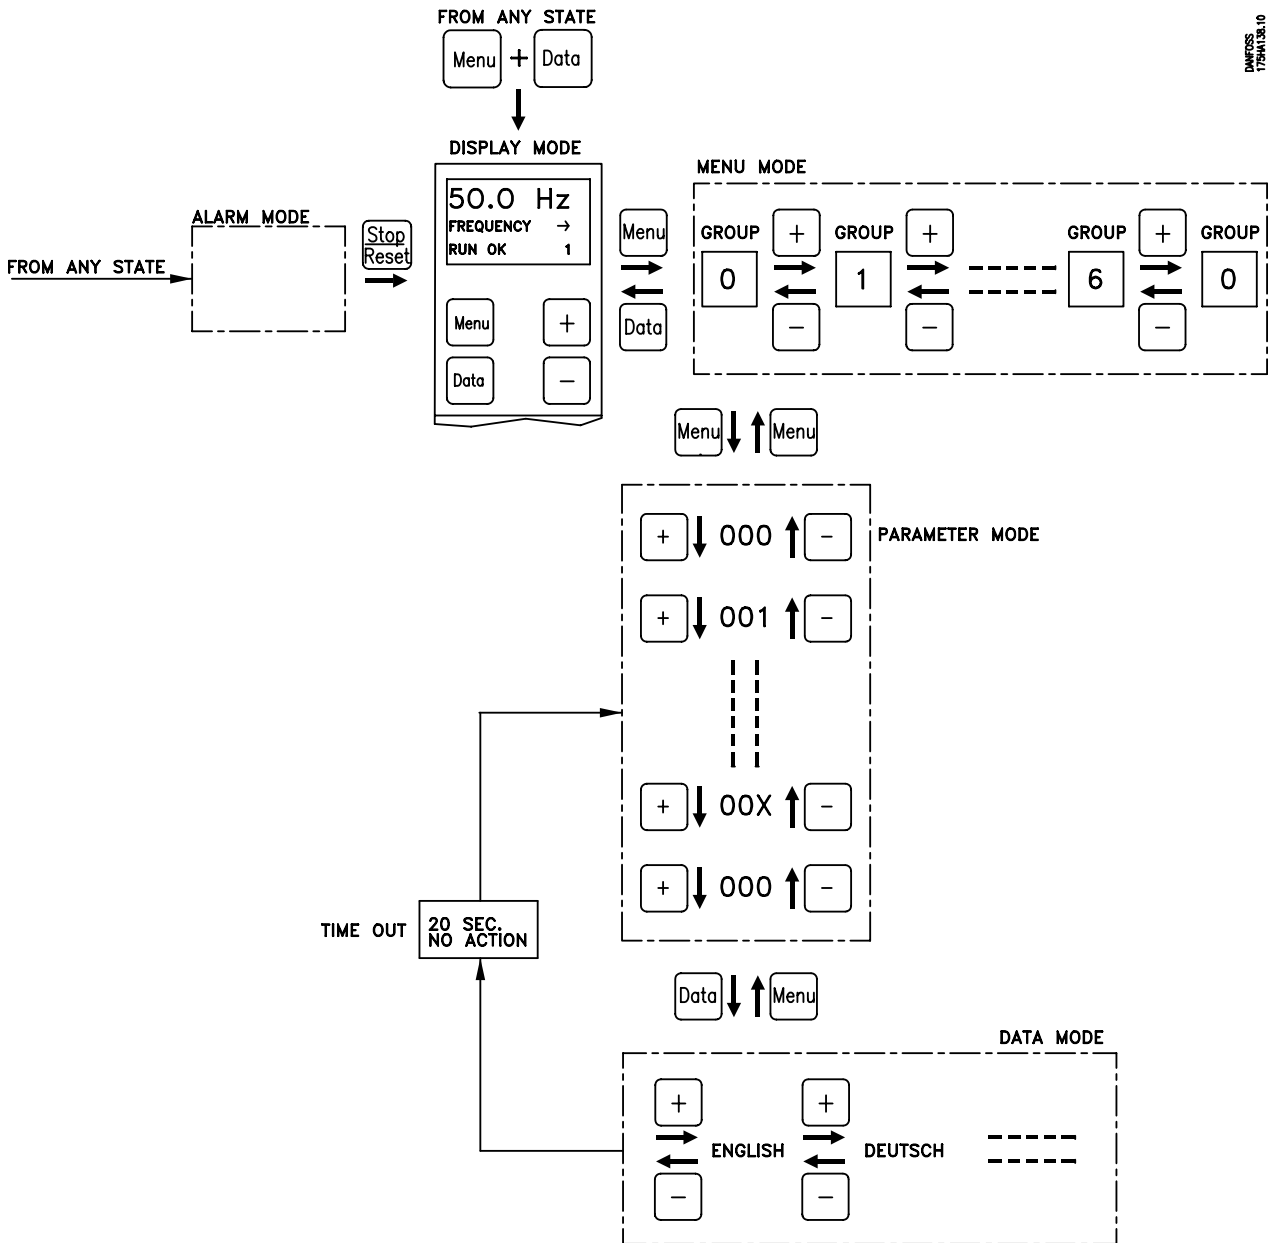 FROM ANY STATE
Menu + Data
DANFOSS
175HA138.10
DISPLAY MODE
50.0 Hz
FREQUENCY →
RUN OK 1
Menu +
Data -
ALARM MODE
FROM ANY STATE
Stop
Reset
Menu
Data
MENU MODE
GROUP + GROUP + GROUP + GROUP
0 1 6 0
- - -
Menu Menu
PARAMETER MODE
+ 000 -
+ 001 -
+ 00X -
+ 000 -
TIME OUT
20 SEC.
NO ACTION
Data Menu
DATA MODE
+ +
ENGLISH DEUTSCH
- -